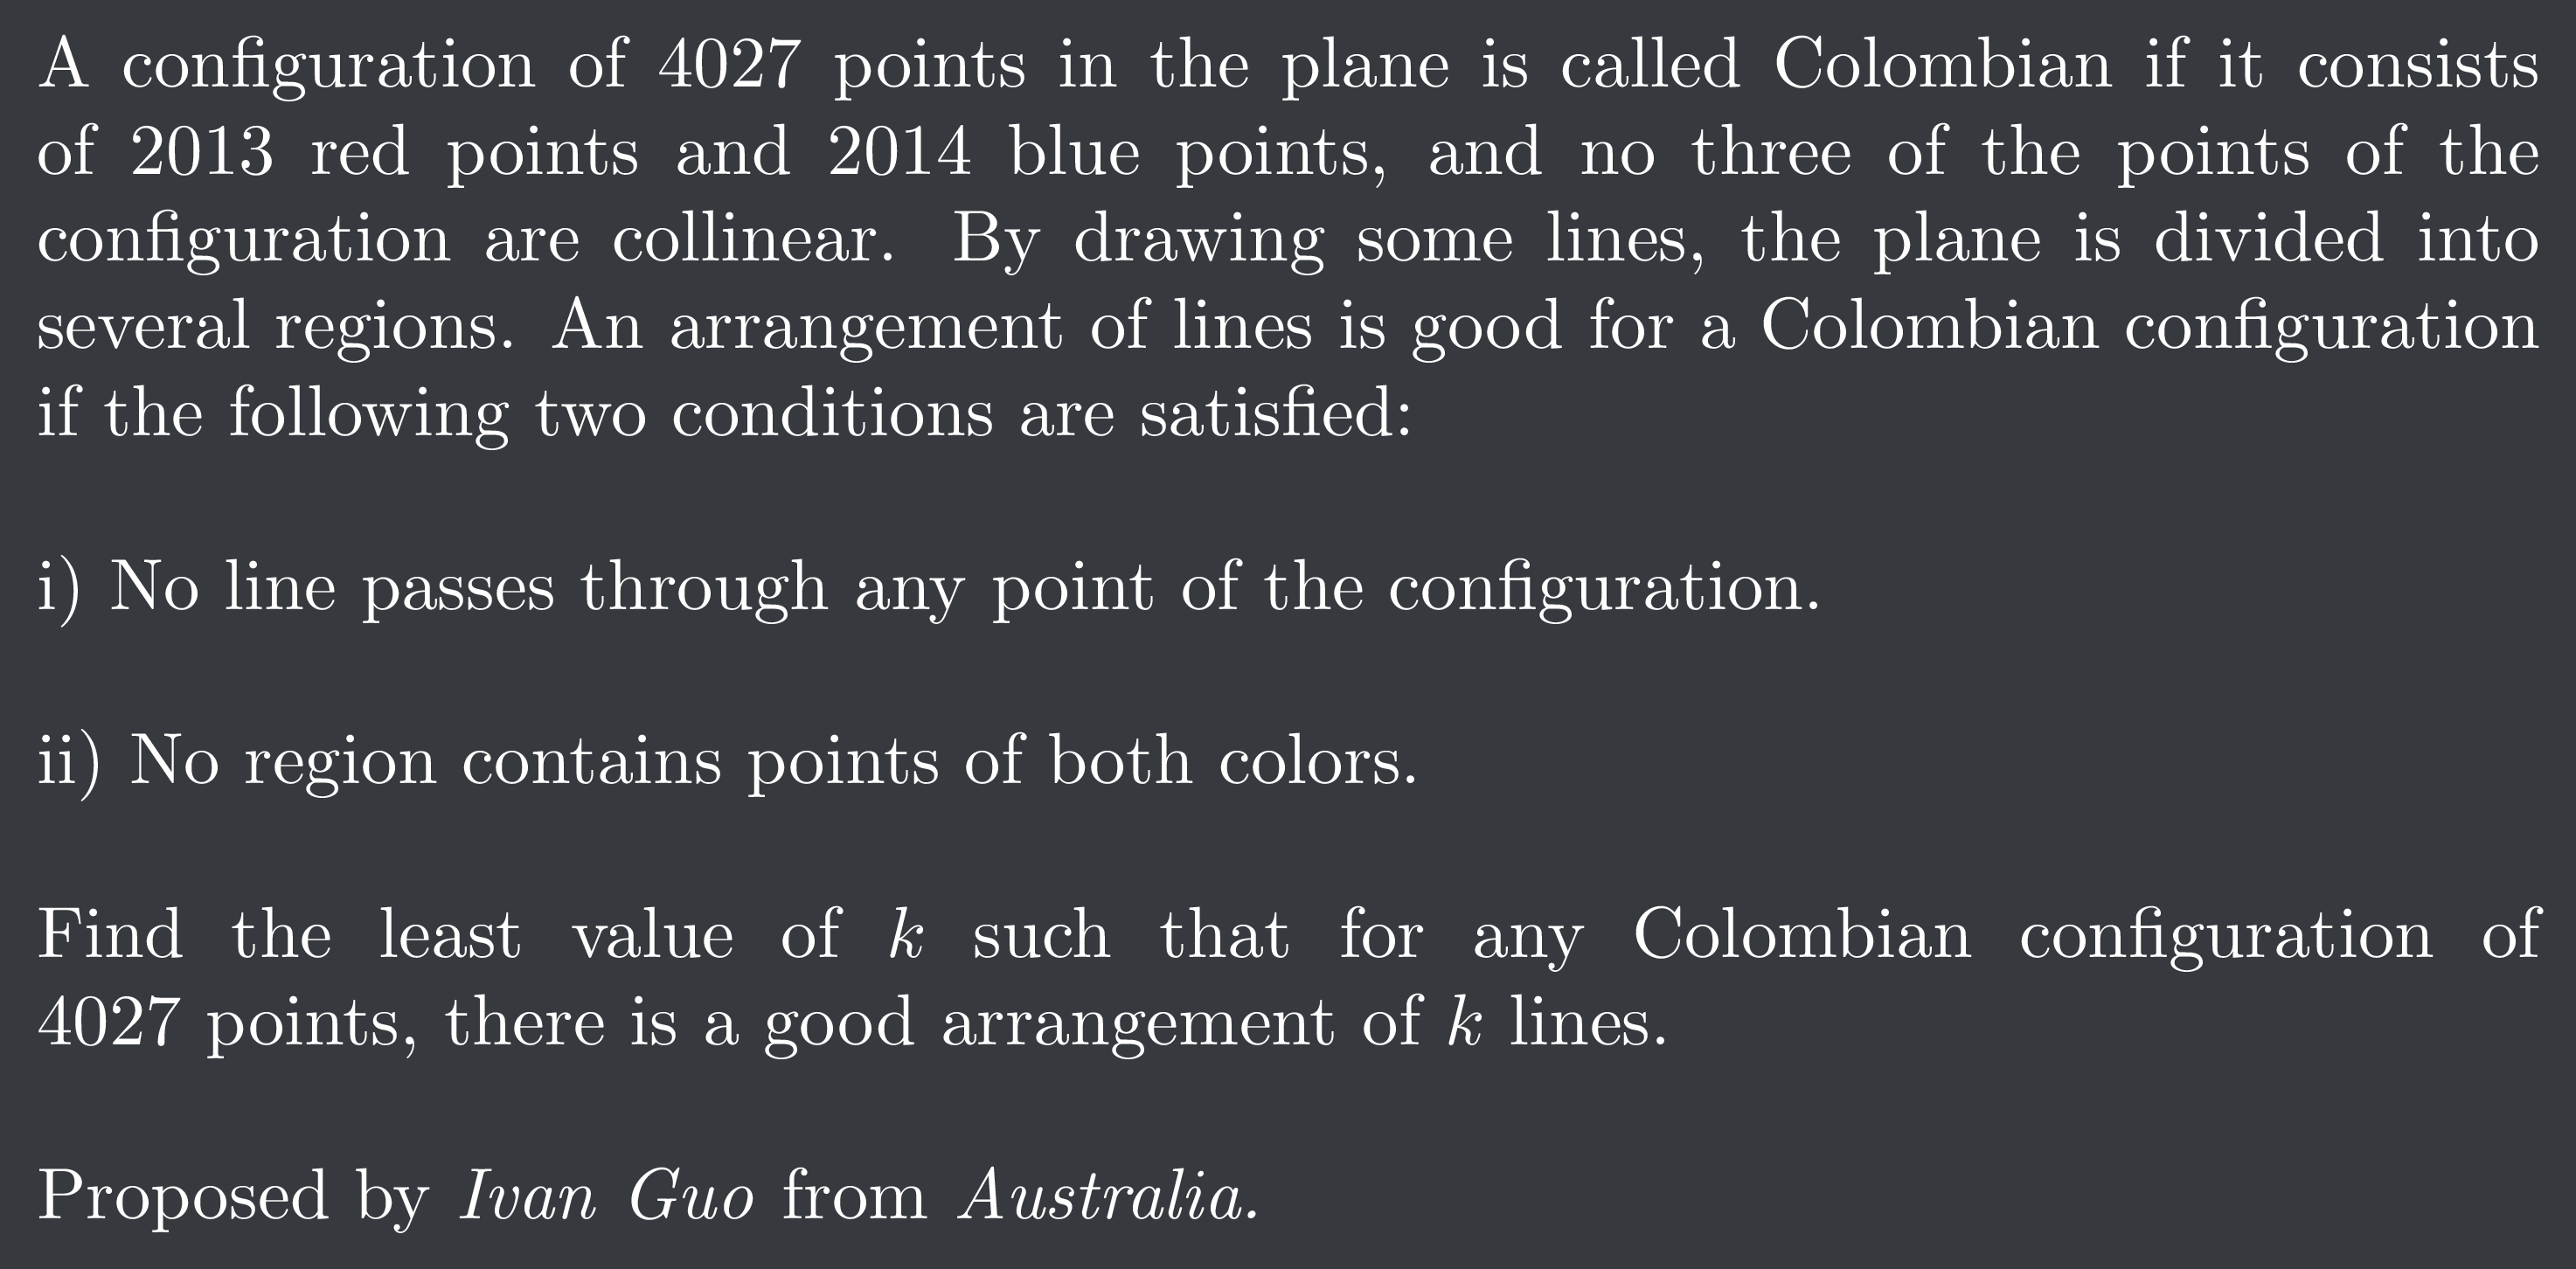 A configuration of 4027 points in the plane is called Colombian if it consists
of 2013 red points and 2014 blue points, and no three of the points of the
configuration are collinear. By drawing some lines, the plane is divided into
several regions. An arrangement of lines is good for a Colombian configuration
if the following two conditions are satisfied:
i) No line passes through any point of the configuration.
ii) No region contains points of both colors.
Find the least value of k such that for any Colombian configuration of
4027 points, there is a good arrangement of k lines.
Proposed by Ivan Guo from Australia.